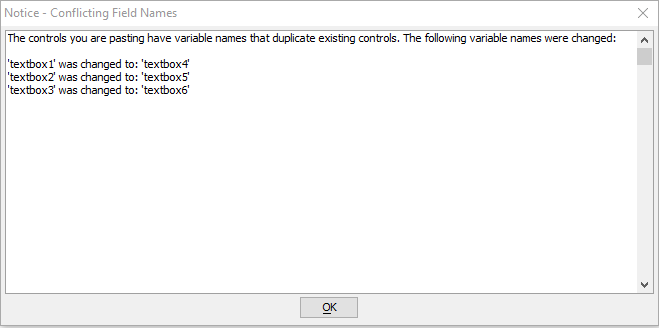 Notice - Conflicting Field Names
The controls you are pasting have variable names that duplicate existing controls. The following variable names were changed:
'textbox1' was changed to: 'textbox4'
'textbox2' was changed to: 'textbox5'
'textbox3' was changed to: 'textbox6'
OK